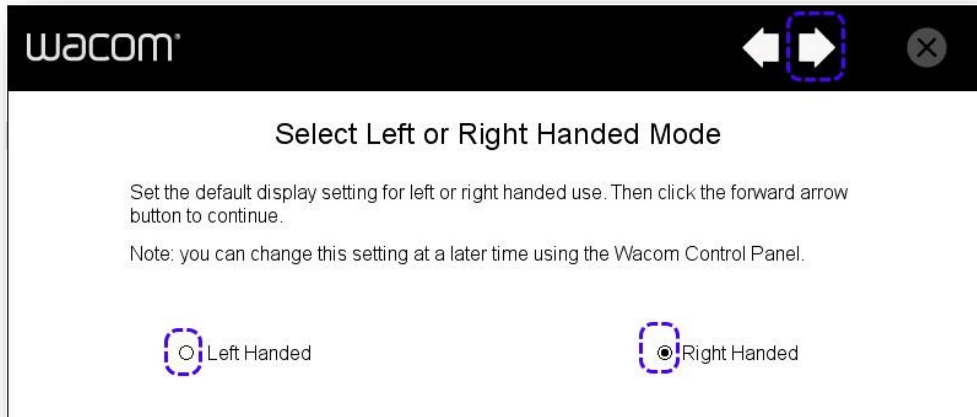 wacom
Select Left or Right Handed Mode
Set the default display setting for left or right handed use. Then click the forward arrow
button to continue.
Note: you can change this setting at a later time using the Wacom Control Panel.
Left Handed
Right Handed